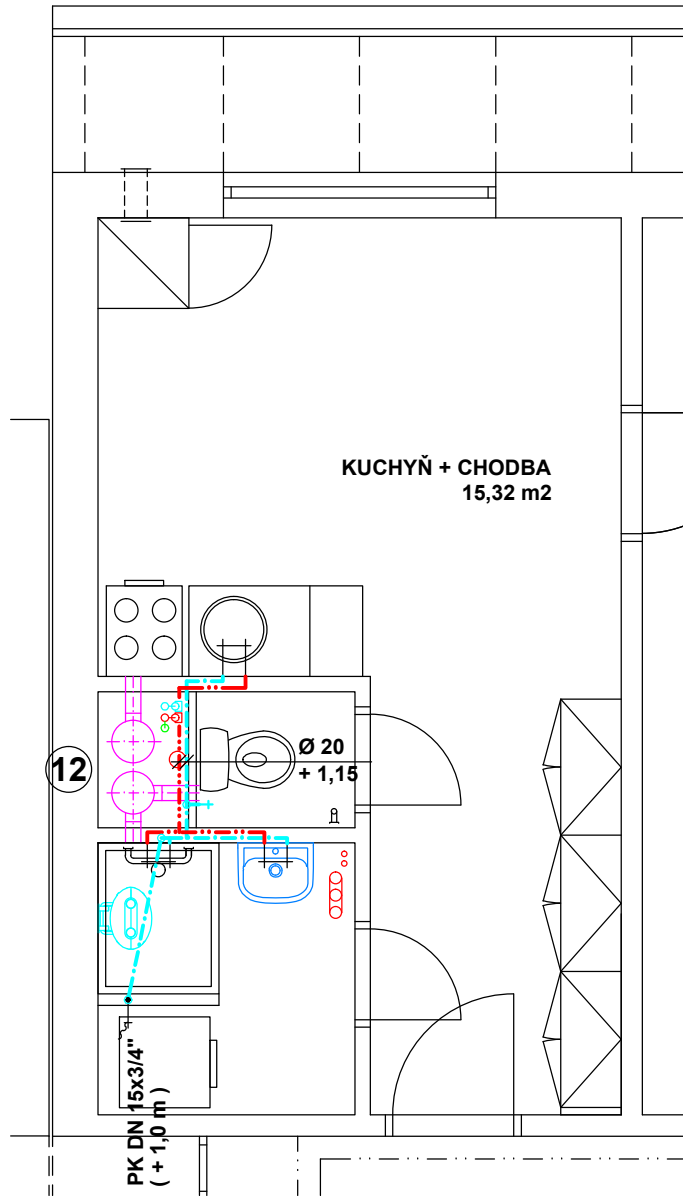 KUCHYŇ + CHODBA
15,32 m2
Ø 20
+ 1,15
12
PK DN 15x3/4"
( + 1,0 m )